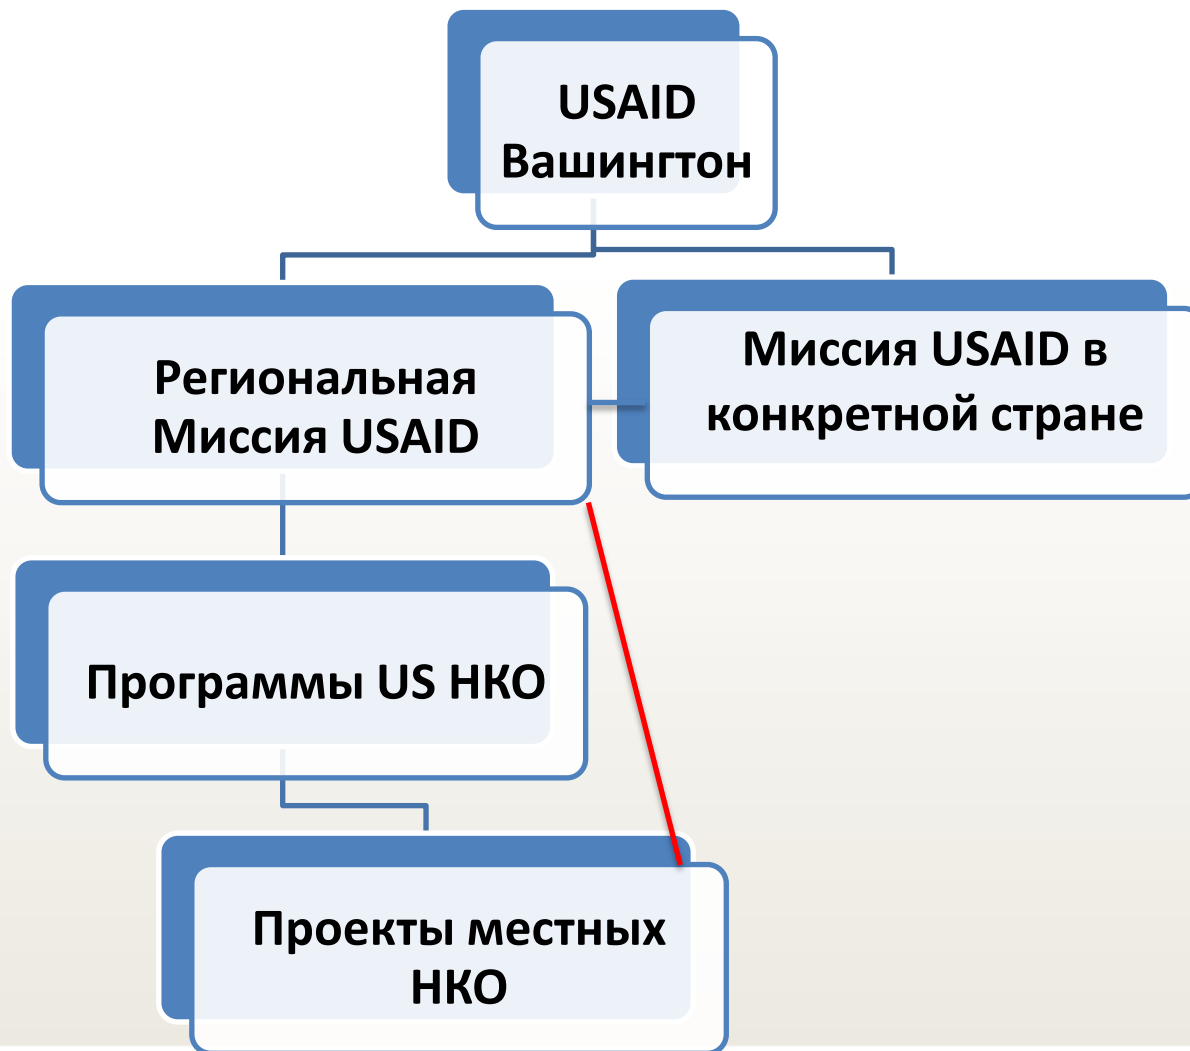 USAID
Вашингтон
Региональная
Миссия USAID
Миссия USAID в
конкретной стране
Программы US НКО
Проекты местных
НКО